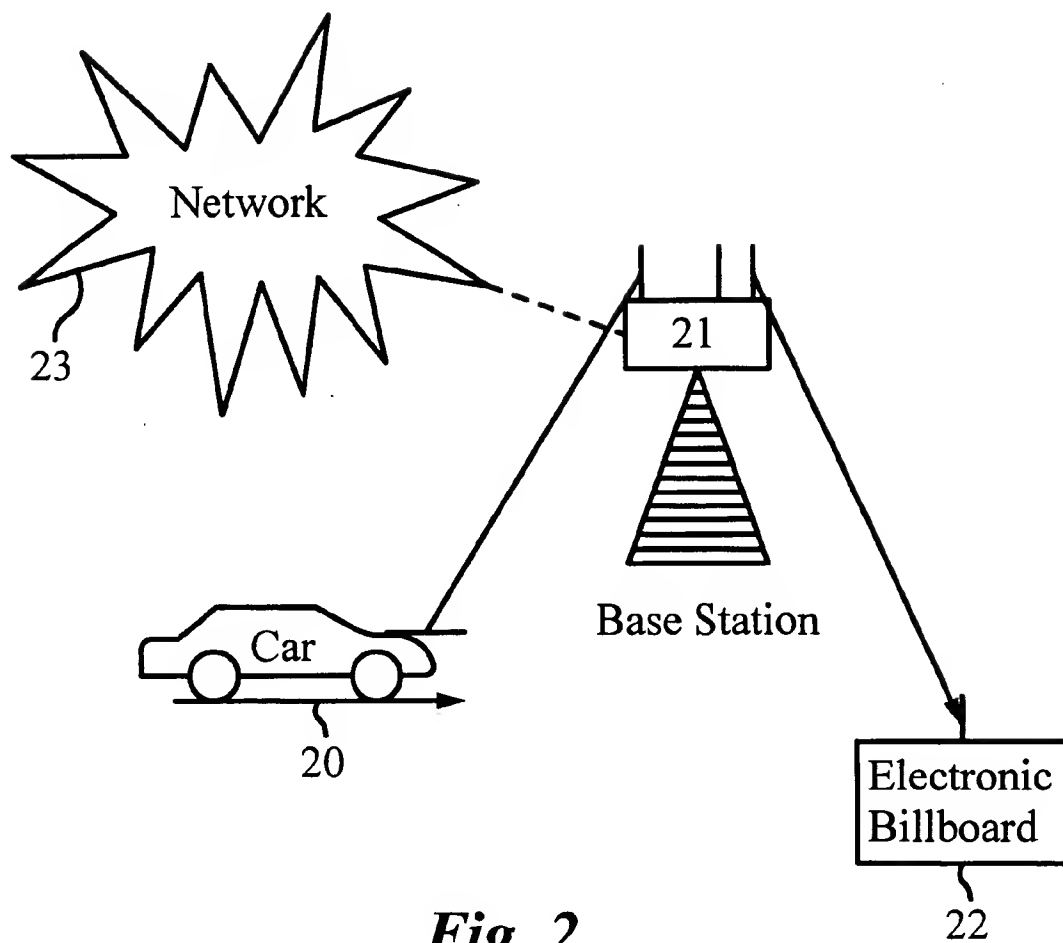 Network
23
21
Base Station
Car
20
Electronic
Billboard
22
Fig. 2